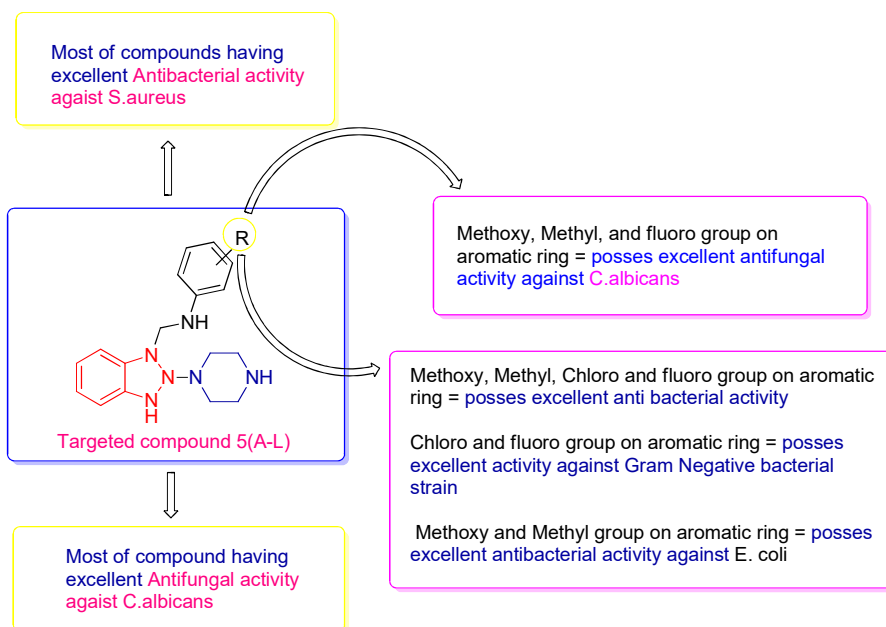 Most of compounds having
excellent Antibacterial activity
agaist S.aureus
R
NH
N
N
N
NH
N
H
Targeted compound 5(A-L)
Methoxy, Methyl, and fluoro group on
aromatic ring = posses excellent antifungal
activity against C.albicans
Methoxy, Methyl, Chloro and fluoro group on aromatic
ring = posses excellent anti bacterial activity
Chloro and fluoro group on aromatic ring = posses
excellent activity against Gram Negative bacterial
strain
Methoxy and Methyl group on aromatic ring = posses
excellent antibacterial activity against E. coli
Most of compound having
excellent Antifungal activity
agaist C.albicans